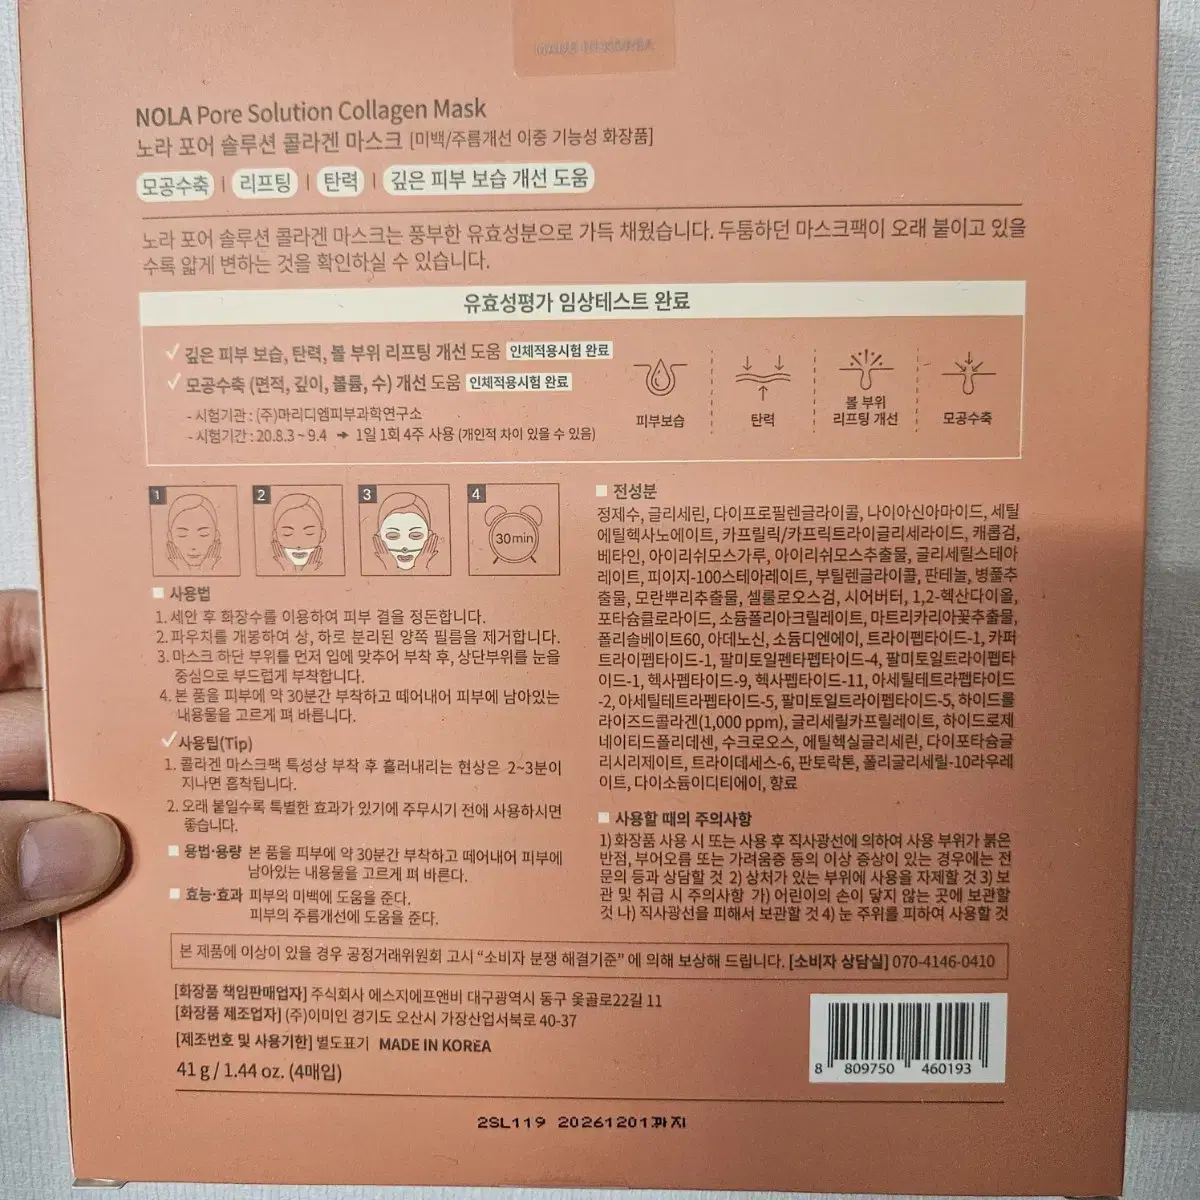 MADE IN KOREA
NOLA Pore Solution Collagen Mask
노라 포어 솔루션 콜라겐 마스크 [미백/주름개선 이중 기능성 화장품]
모공수축 | 리프팅 | 탄력 | 깊은 피부 보습 개선 도움
노라 포어 솔루션 콜라겐 마스크는 풍부한 유효성분으로 가득 채웠습니다. 두툼하던 마스크팩이 오래 붙이고 있을
수록 얇게 변하는 것을 확인하실 수 있습니다.
유효성평가 임상테스트 완료
✓ 깊은 피부 보습, 탄력, 볼 부위 리프팅 개선 도움 인체적용시험 완료
✓ 모공수축 (면적, 깊이, 볼륨, 수) 개선 도움 인체적용시험 완료
- 시험기관 : (주)마리디엠피부과학연구소
- 시험기간 : 20.8.3 ~ 9.4 ➔ 1일 1회 4주 사용 (개인적 차이 있을 수 있음)
피부보습
탄력
볼 부위
리프팅 개선
모공수축
1
2
3
4
30min
■ 사용법
1. 세안 후 화장수를 이용하여 피부 결을 정돈합니다.
2. 파우치를 개봉하여 상, 하로 분리된 양쪽 필름을 제거합니다.
3. 마스크 하단 부위를 먼저 입에 맞추어 부착 후, 상단부위를 눈을
중심으로 부드럽게 부착합니다.
4. 본 품을 피부에 약 30분간 부착하고 떼어내어 피부에 남아있는
내용물을 고르게 펴 바릅니다.
✓사용팁(Tip)
1. 콜라겐 마스크팩 특성상 부착 후 흘러내리는 현상은 2~3분이
지나면 흡착됩니다.
2. 오래 붙일수록 특별한 효과가 있기에 주무시기 전에 사용하시면
좋습니다.
■ 용법·용량 본 품을 피부에 약 30분간 부착하고 떼어내어 피부에
남아있는 내용물을 고르게 펴 바른다.
■ 효능·효과 피부의 미백에 도움을 준다.
피부의 주름개선에 도움을 준다.
■ 전성분
정제수, 글리세린, 다이프로필렌글라이콜, 나이아신아마이드, 세틸
에틸헥사노에이트, 카프릴릭/카프릭트라이글리세라이드, 캐롭검,
베타인, 아이리쉬모스가루, 아이리쉬모스추출물, 글리세릴스테아
레이트, 피이지-100스테아레이트, 부틸렌글라이콜, 판테놀, 병풀추
출물, 모란뿌리추출물, 셀룰로오스검, 시어버터, 1,2-헥산다이올,
포타슘클로라이드, 소듐폴리아크릴레이트, 마트리카리아꽃추출물,
폴리솔베이트60, 아데노신, 소듐디엔에이, 트라이펩타이드-1, 카퍼
트라이펩타이드-1, 팔미토일펜타펩타이드-4, 팔미토일트라이펩타이
드-1, 헥사펩타이드-9, 헥사펩타이드-11, 아세틸테트라펩타이드
-2, 아세틸테트라펩타이드-5, 팔미토일트라이펩타이드-5, 하이드롤
라이즈드콜라겐(1,000 ppm), 글리세릴카프릴레이트, 하이드로제
네이티드폴리데센, 수크로오스, 에틸헥실글리세린, 다이포타슘글
리시리제이트, 트라이데세스-6, 판토락톤, 폴리글리세릴-10라우레
이트, 다이소듐이디티에이, 향료
■ 사용할 때의 주의사항
1) 화장품 사용 시 또는 사용 후 직사광선에 의하여 사용 부위가 붉은
반점, 부어오름 또는 가려움증 등의 이상 증상이 있는 경우에는 전
문의 등과 상담할 것 2) 상처가 있는 부위에 사용을 자제할 것 3) 보
관 및 취급 시 주의사항 가) 어린이의 손이 닿지 않는 곳에 보관할
것 나) 직사광선을 피해서 보관할 것 4) 눈 주위를 피하여 사용할 것
본 제품에 이상이 있을 경우 공정거래위원회 고시 “소비자 분쟁 해결기준” 에 의해 보상해 드립니다. [소비자 상담실] 070-4146-0410
[화장품 책임판매업자] 주식회사 에스지에프앤비 대구광역시 동구 옻골로22길 11
[화장품 제조업자] (주)이미인 경기도 오산시 가장산업서북로 40-37
[제조번호 및 사용기한] 별도표기 MADE IN KOREA
41 g / 1.44 oz. (4매입)
8 809750 460193
2SL119 20261201까지